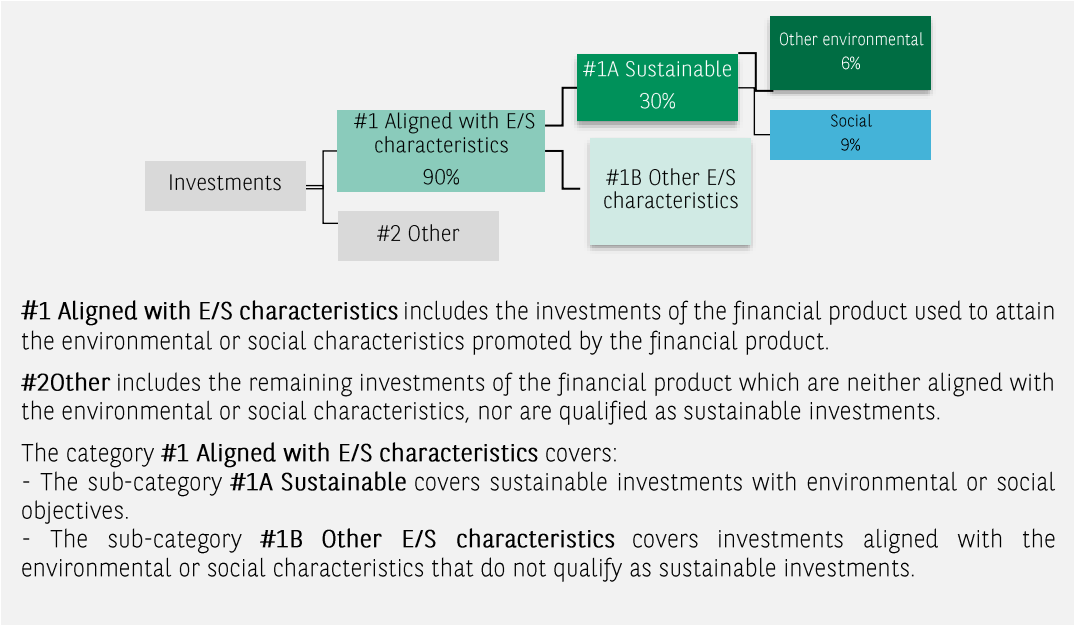 Other environmental
6%
#1A Sustainable
30%
Social
9%
#1 Aligned with E/S
characteristics
90%
Investments
#1B Other E/S
characteristics
#2 Other
#1 Aligned with E/S characteristics includes the investments of the financial product used to attain
the environmental or social characteristics promoted by the financial product.
#2Other includes the remaining investments of the financial product which are neither aligned with
the environmental or social characteristics, nor are qualified as sustainable investments.
The category #1 Aligned with E/S characteristics covers:
- The sub-category #1A Sustainable covers sustainable investments with environmental or social
objectives.
- The sub-category #1B Other E/S characteristics covers investments aligned with the
environmental or social characteristics that do not qualify as sustainable investments.